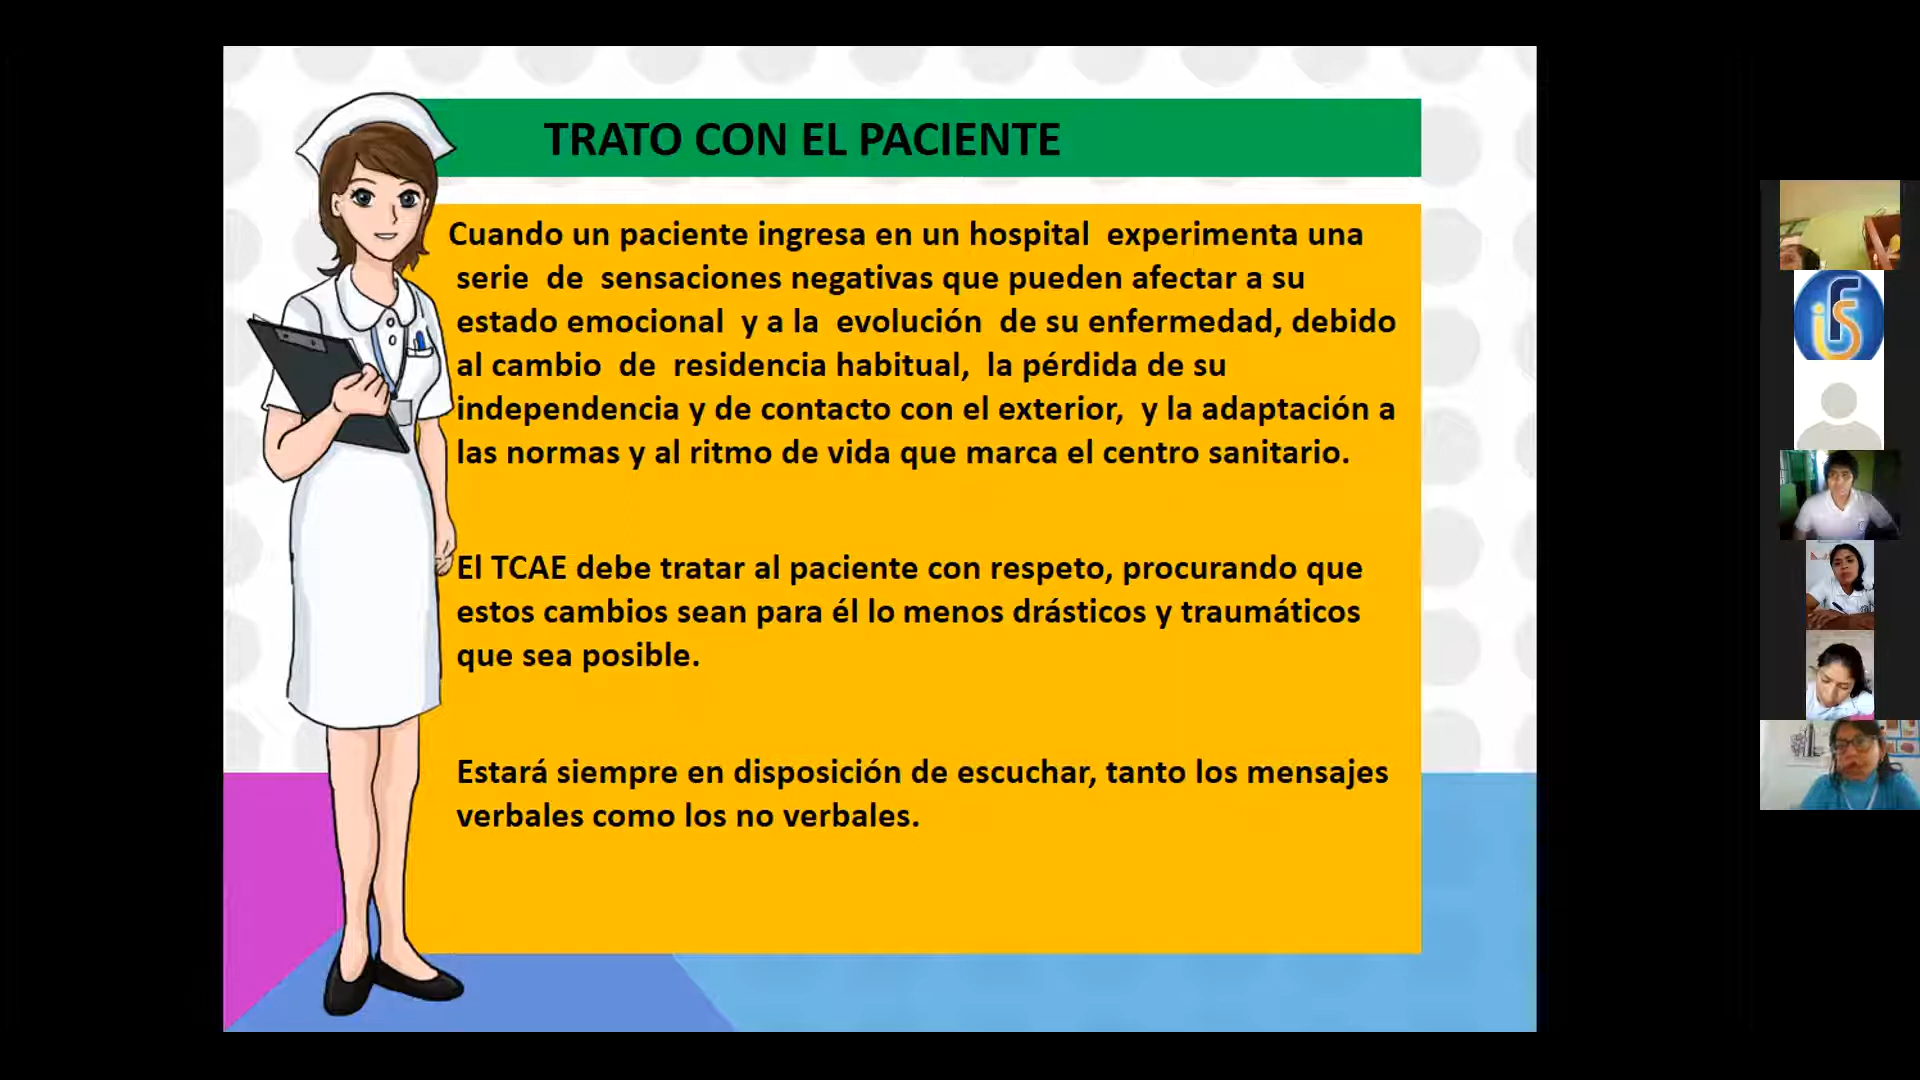 TRATO CON EL PACIENTE
Cuando un paciente ingresa en un hospital experimenta una
serie de sensaciones negativas que pueden afectar a su
estado emocional y a la evolución de su enfermedad, debido
al cambio de residencia habitual, la pérdida de su
independencia y de contacto con el exterior, y la adaptación a
las normas y al ritmo de vida que marca el centro sanitario.
El TCAE debe tratar al paciente con respeto, procurando que
estos cambios sean para él lo menos drásticos y traumáticos
que sea posible.
Estará siempre en disposición de escuchar, tanto los mensajes
verbales como los no verbales.